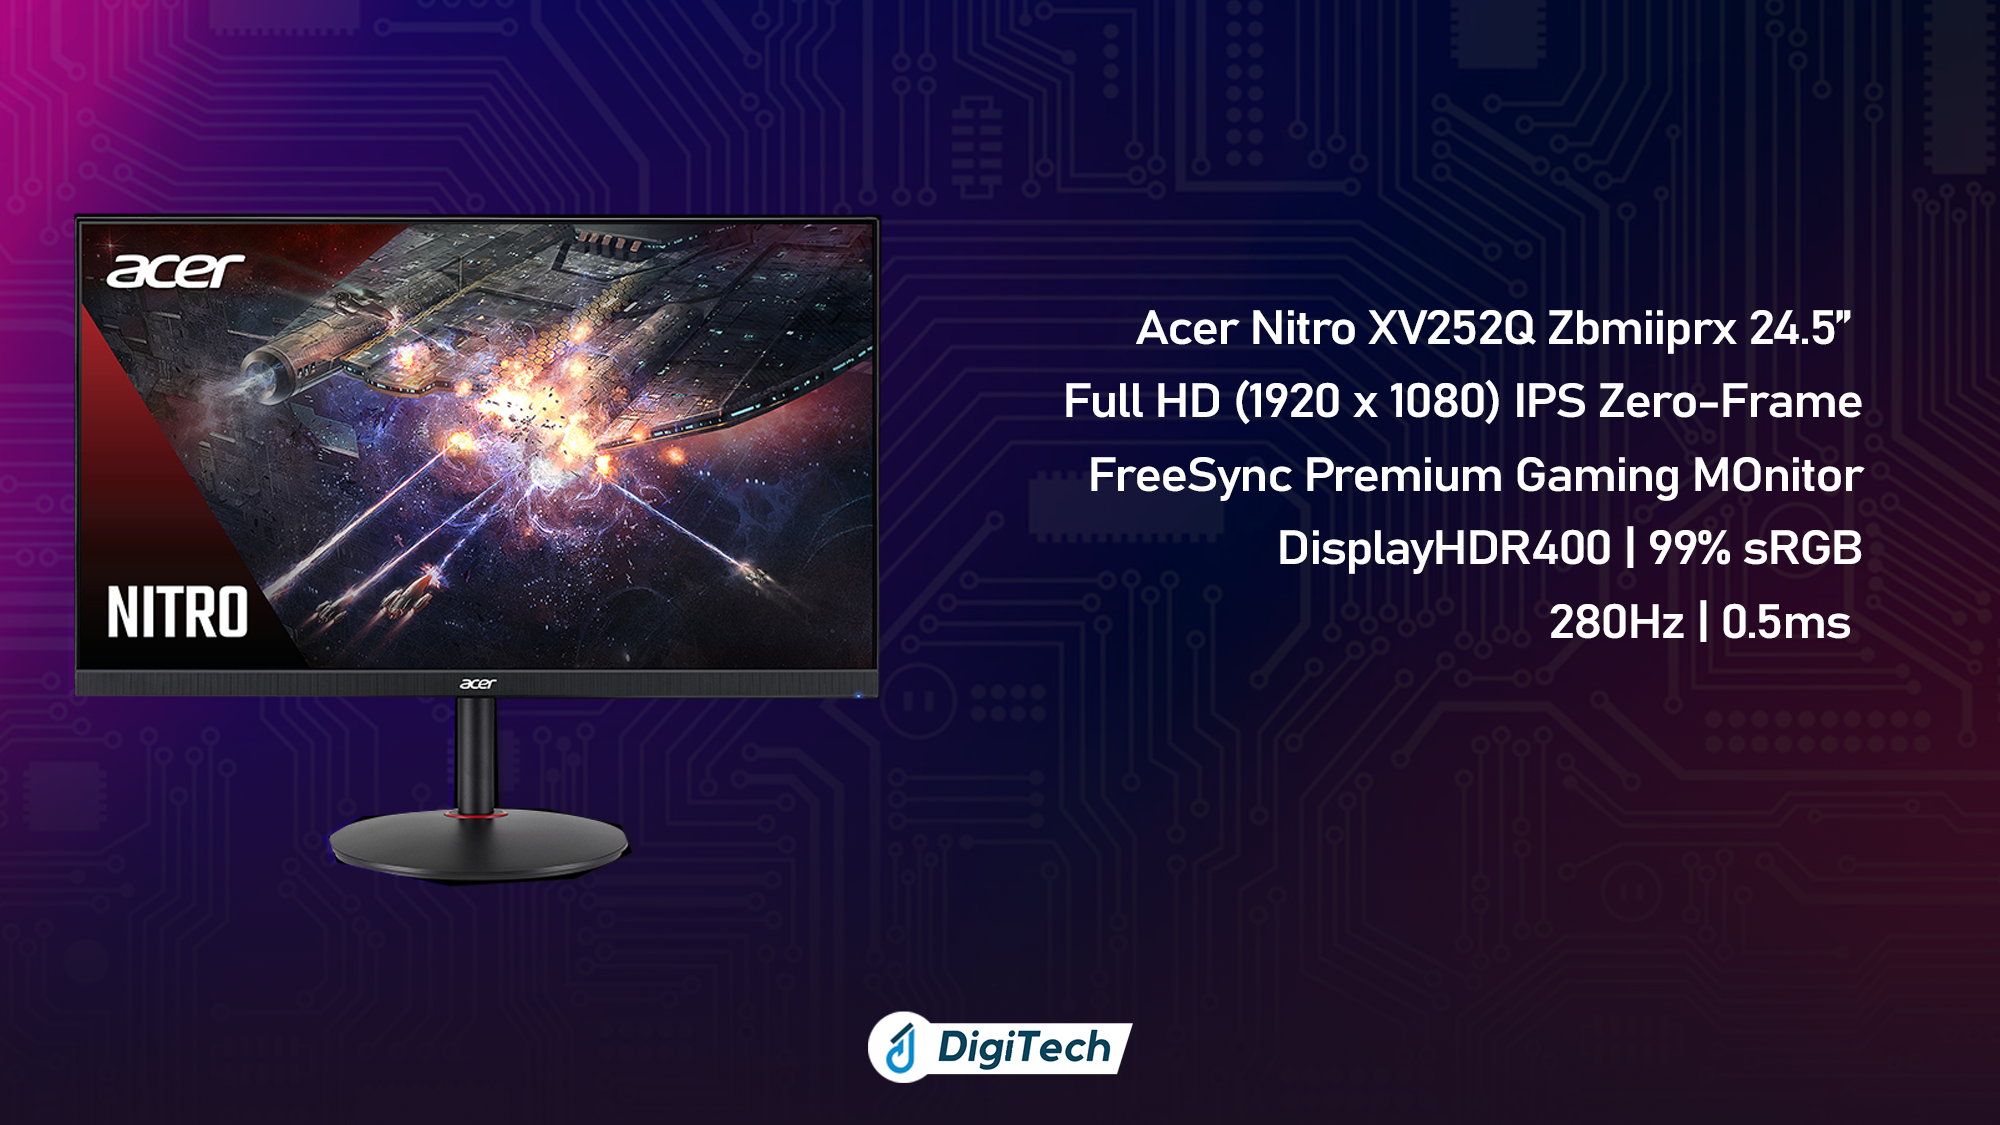 acer
NITRO
acer
Acer Nitro XV252Q Zbmiiprx 24.5”
Full HD (1920 x 1080) IPS Zero-Frame
FreeSync Premium Gaming MOnitor
DisplayHDR400 | 99% sRGB
280Hz | 0.5ms
DigiTech